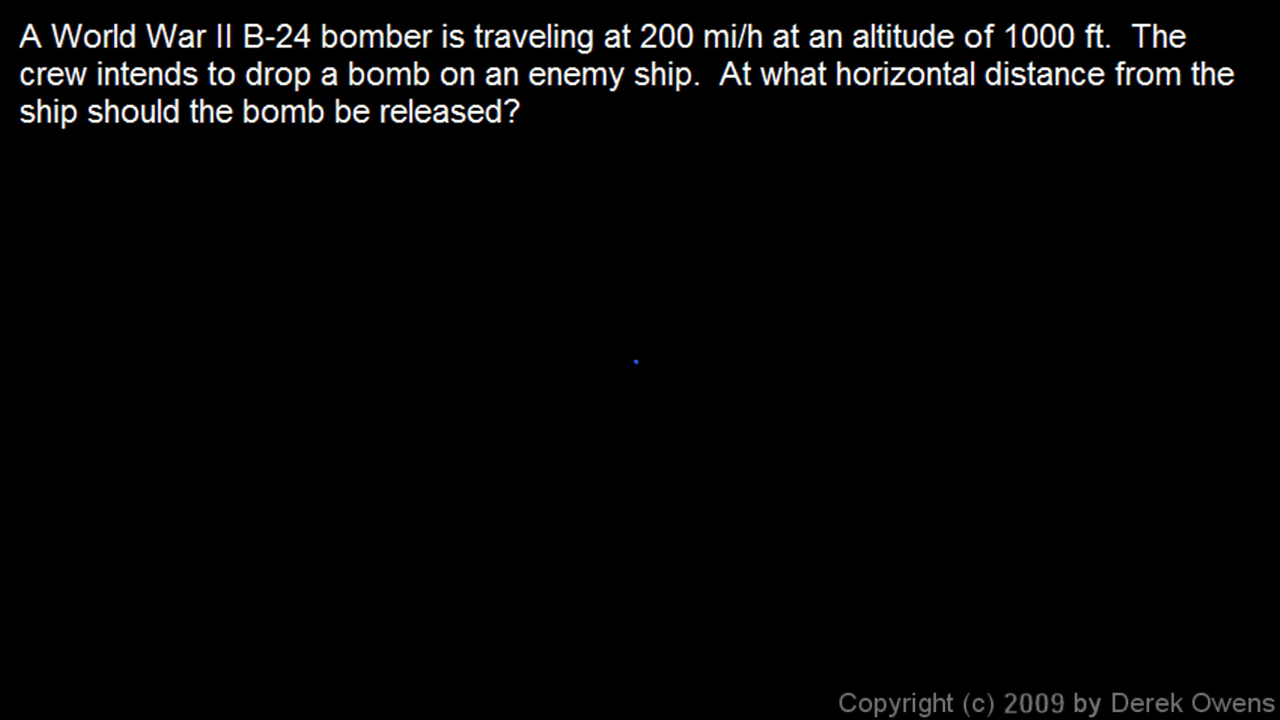 A World War II B-24 bomber is traveling at 200 mi/h at an altitude of 1000 ft.  The
crew intends to drop a bomb on an enemy ship.  At what horizontal distance from the
ship should the bomb be released?
Copyright (c) 2009 by Derek Owens